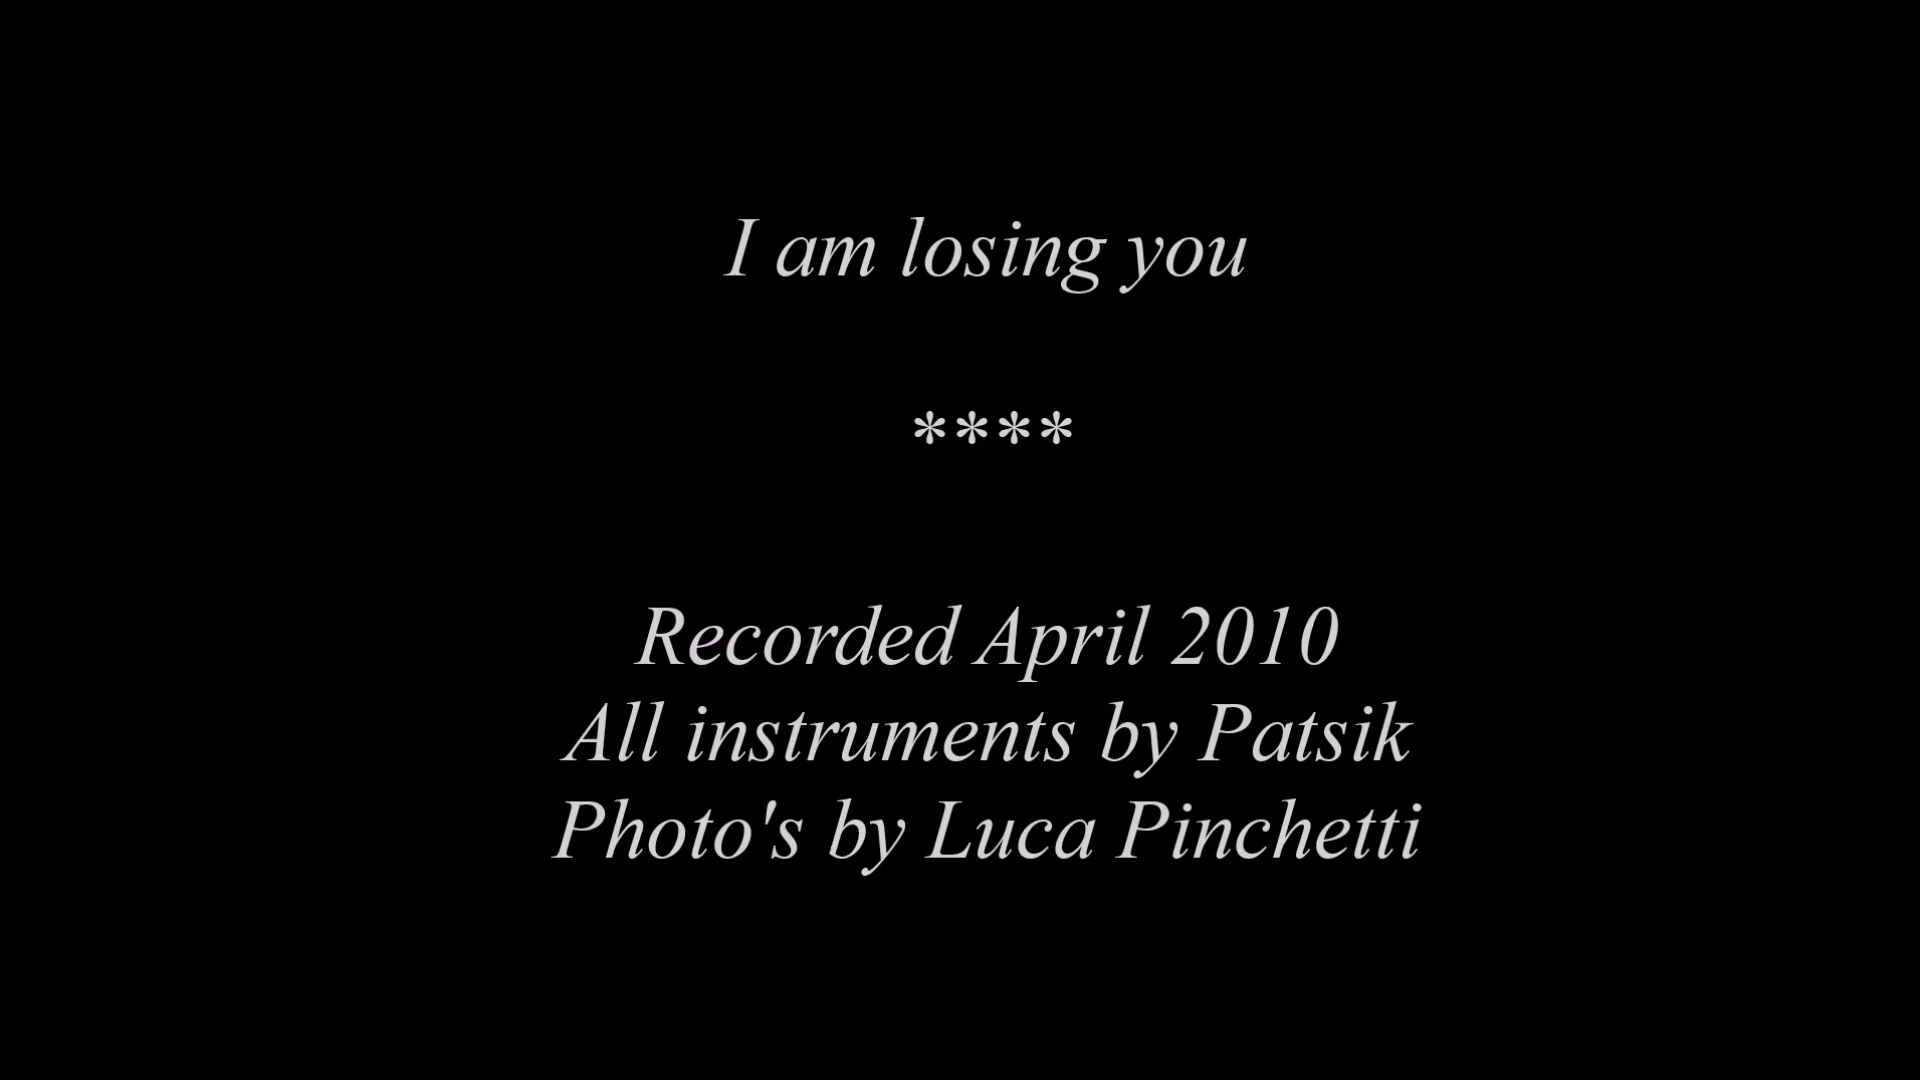 I am losing you
****
Recorded April 2010
All instruments by Patsik
Photo's by Luca Pinchetti